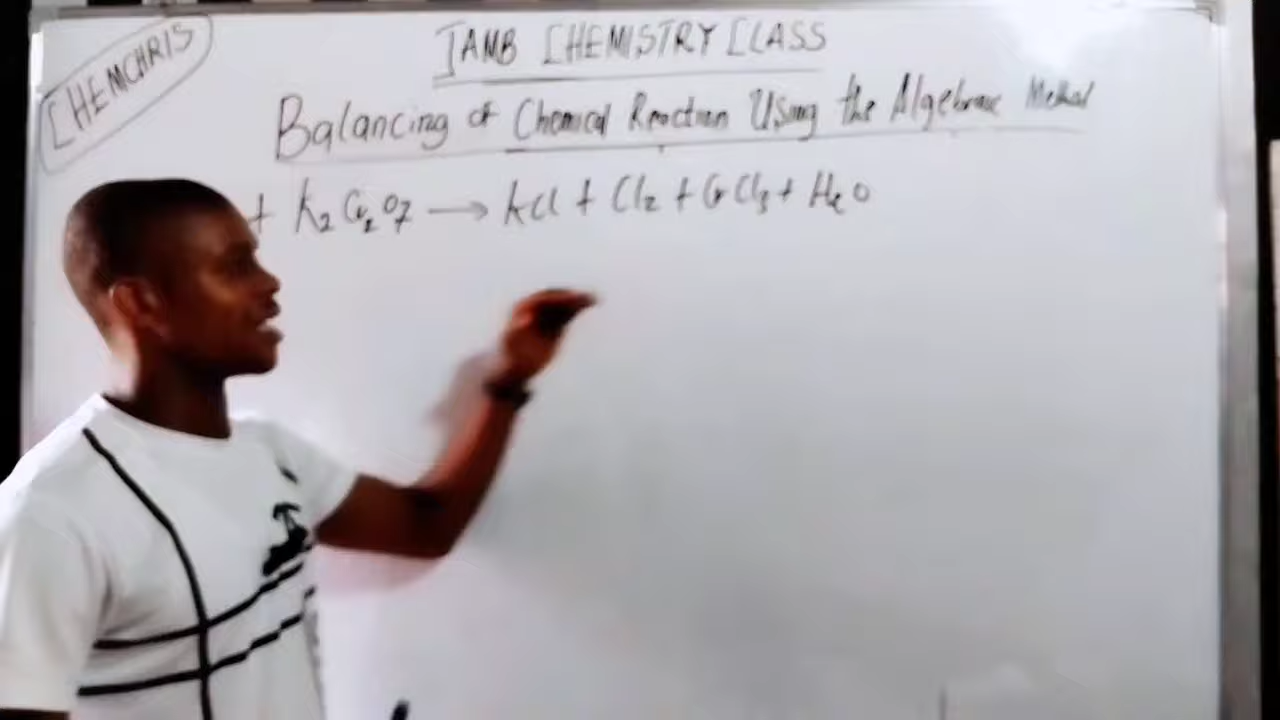 CHEMCHRIS
JAMB CHEMISTRY CLASS
Balancing of Chemical Reaction Using the Algebraic Method
+ K₂Cr₂O7 → KCl + Cl₂ + CrCl₃ + H₂O